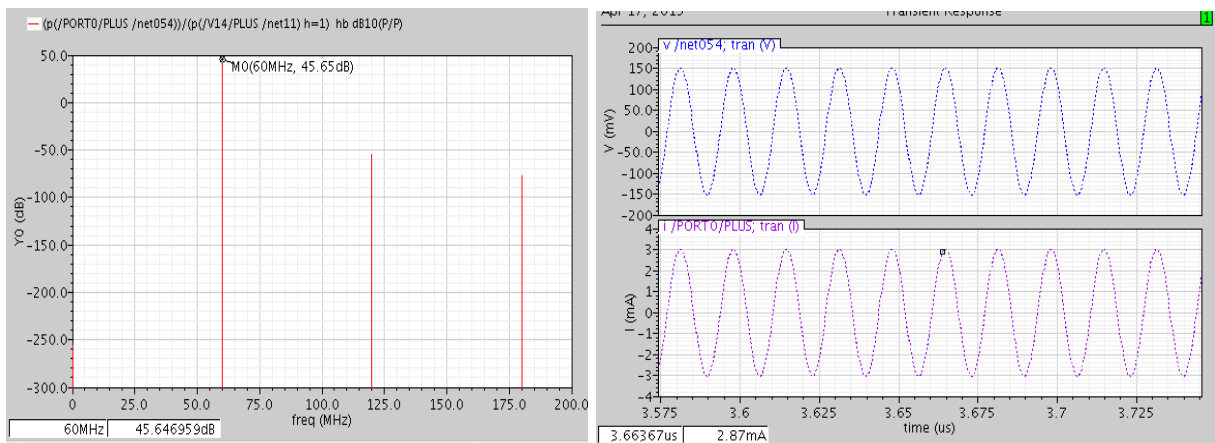 (p(/PORT0/PLUS /net054))/(p(/V14/PLUS /net11) h=1) hb dB10(P/P)
50.0
M0(60MHz, 45.65dB)
0
-50.0
-100.0
Y0 (dB)
-150.0
-200.0
-250.0
-300.0
0 25.0 50.0 75.0 100.0 125.0 150.0 175.0 200.0
freq (MHz)
60MHz 45.646959dB
Apr 17, 2015 Transient Response 1
v /net054; tran (V)
200
150
100
50.0
0
-50.0
-100
-150
-200
V (mV)
i /PORT0/PLUS; tran (I)
4
3
2
1
0
-1
-2
-3
-4
I (mA)
3.575 3.6 3.625 3.65 3.675 3.7 3.725
time (us)
3.66367us 2.87mA